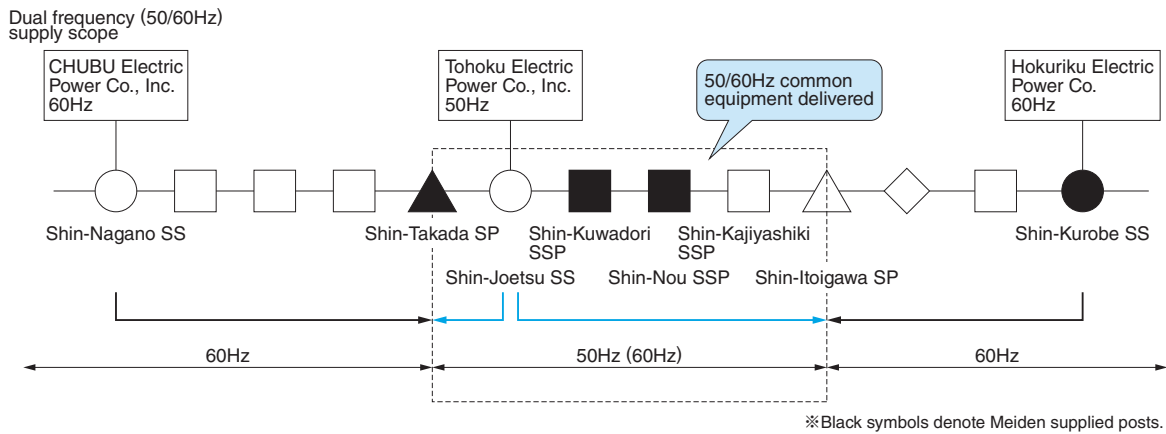 Dual frequency (50/60Hz)
supply scope
CHUBU Electric
Power Co., Inc.
60Hz
Tohoku Electric
Power Co., Inc.
50Hz
50/60Hz common
equipment delivered
Hokuriku Electric
Power Co.
60Hz
Shin-Nagano SS
Shin-Takada SP
Shin-Kuwadori
SSP
Shin-Kajiyashiki
SSP
Shin-Kurobe SS
Shin-Joetsu SS
Shin-Nou SSP
Shin-Itoigawa SP
60Hz
50Hz (60Hz)
60Hz
※Black symbols denote Meiden supplied posts.